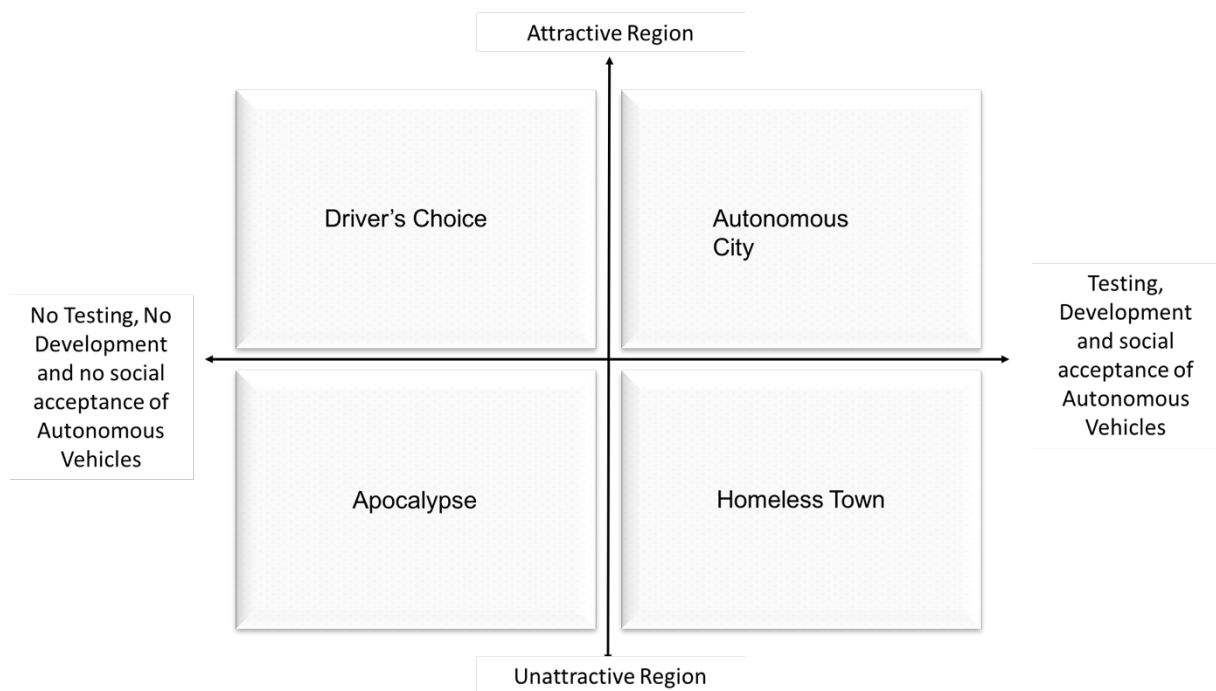 Attractive Region
Driver’s Choice
Autonomous
City
No Testing, No
Development
and no social
acceptance of
Autonomous
Vehicles
Testing,
Development
and social
acceptance of
Autonomous
Vehicles
Apocalypse
Homeless Town
Unattractive Region